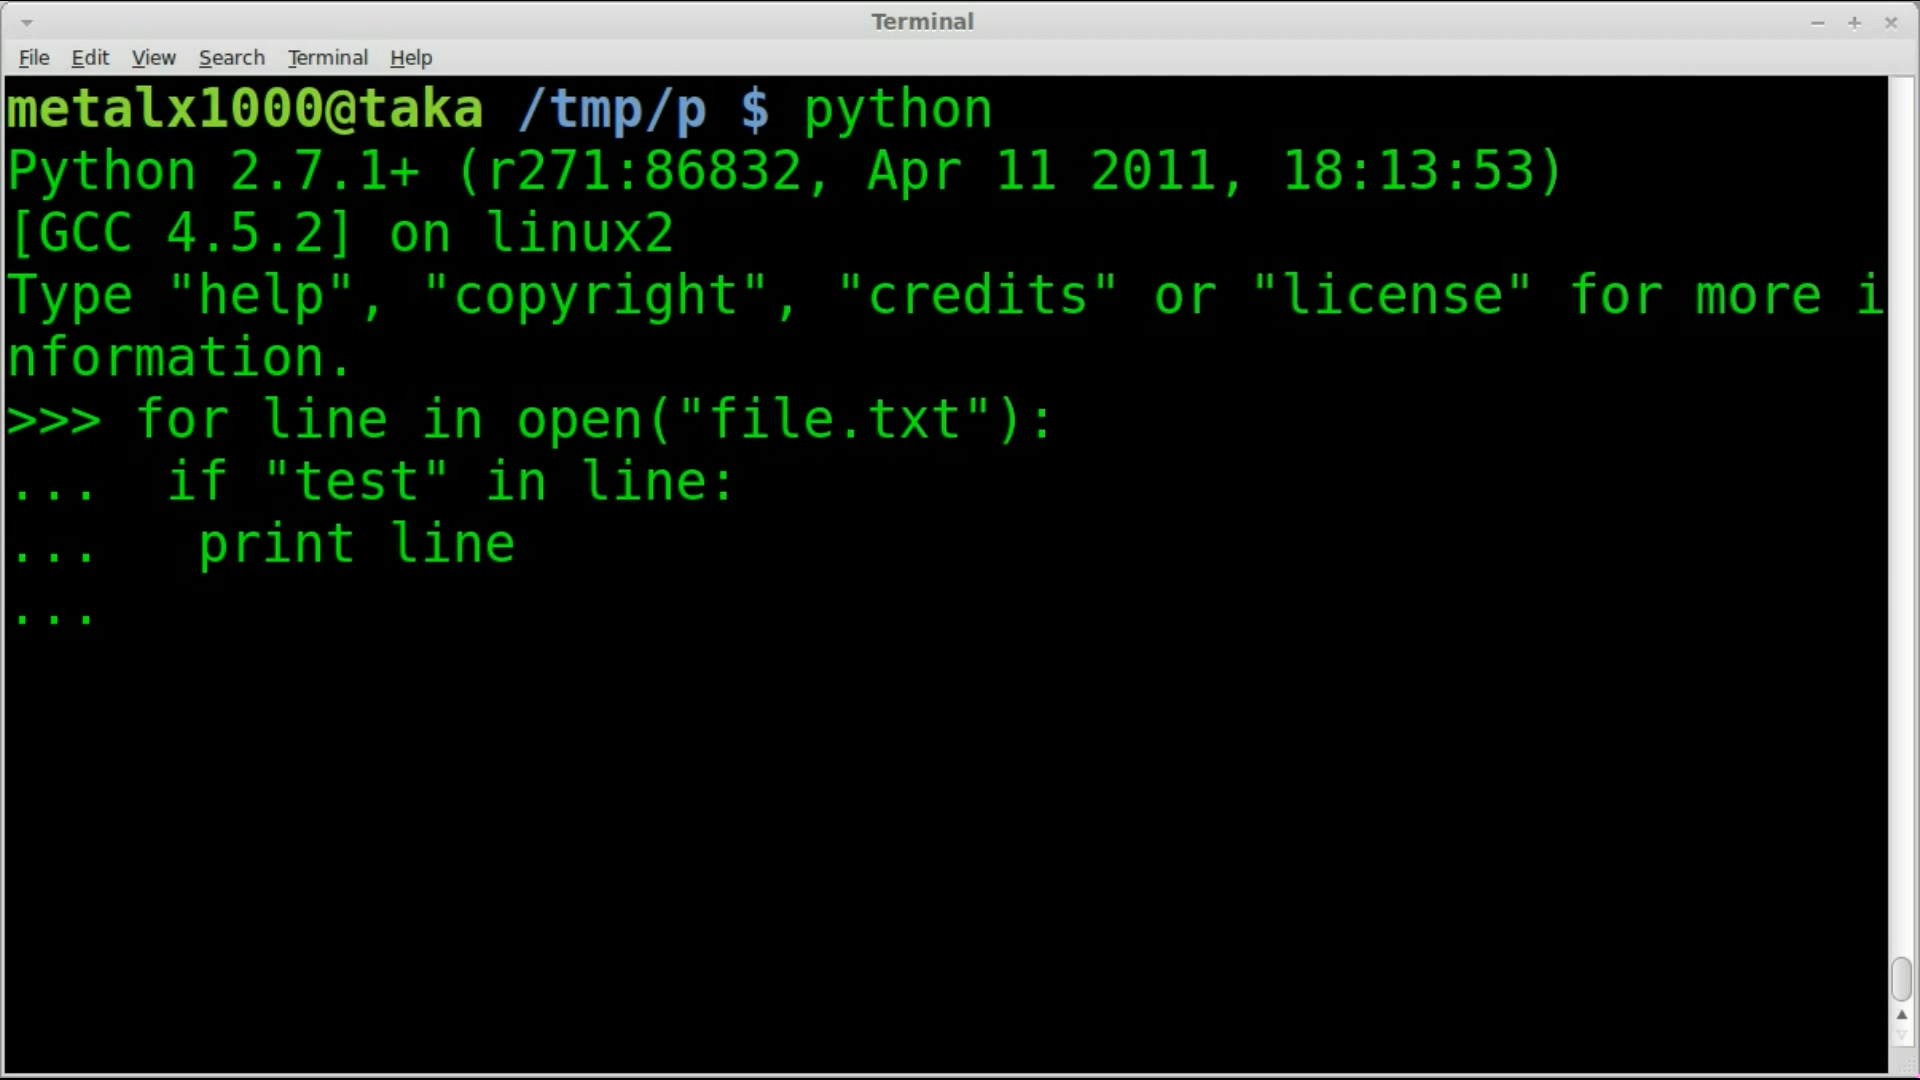 Terminal
File Edit View Search Terminal Help
metalx1000@taka /tmp/p $ python
Python 2.7.1+ (r271:86832, Apr 11 2011, 18:13:53)
[GCC 4.5.2] on linux2
Type "help", "copyright", "credits" or "license" for more i
nformation.
>>> for line in open("file.txt"):
...  if "test" in line:
...   print line
...